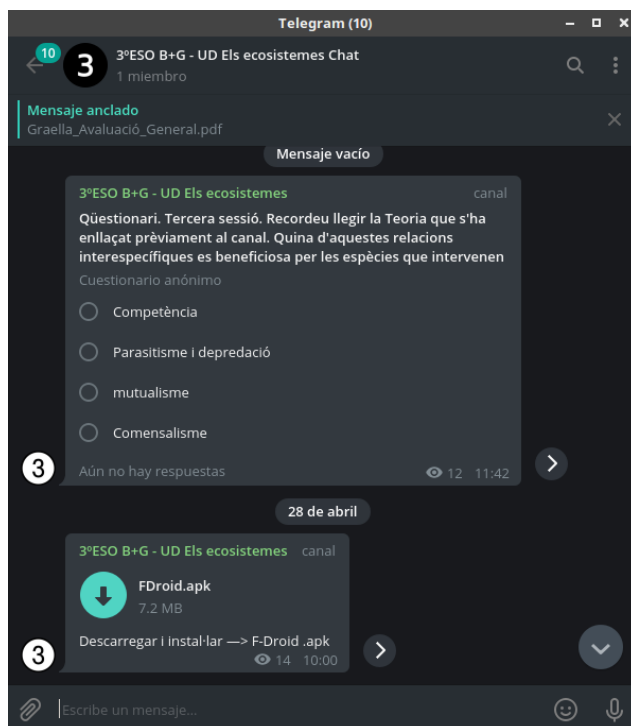 Telegram (10)
10
3
3ºESO B+G - UD Els ecosistemes Chat
1 miembro
Mensaje anclado
Graella_Avaluació_General.pdf
Mensaje vacío
3ºESO B+G - UD Els ecosistemes canal
Qüestionari. Tercera sessió. Recordeu llegir la Teoria que s'ha
enllaçat prèviament al canal. Quina d'aquestes relacions
interespecífiques es beneficiosa per les espècies que intervenen
Cuestionario anónimo
Competència
Parasitisme i depredació
mutualisme
Comensalisme
3
Aún no hay respuestas 12 11:42
28 de abril
3ºESO B+G - UD Els ecosistemes canal
FDroid.apk
7.2 MB
Descarregar i instal·lar —> F-Droid .apk
3
14 10:00
Escribe un mensaje...